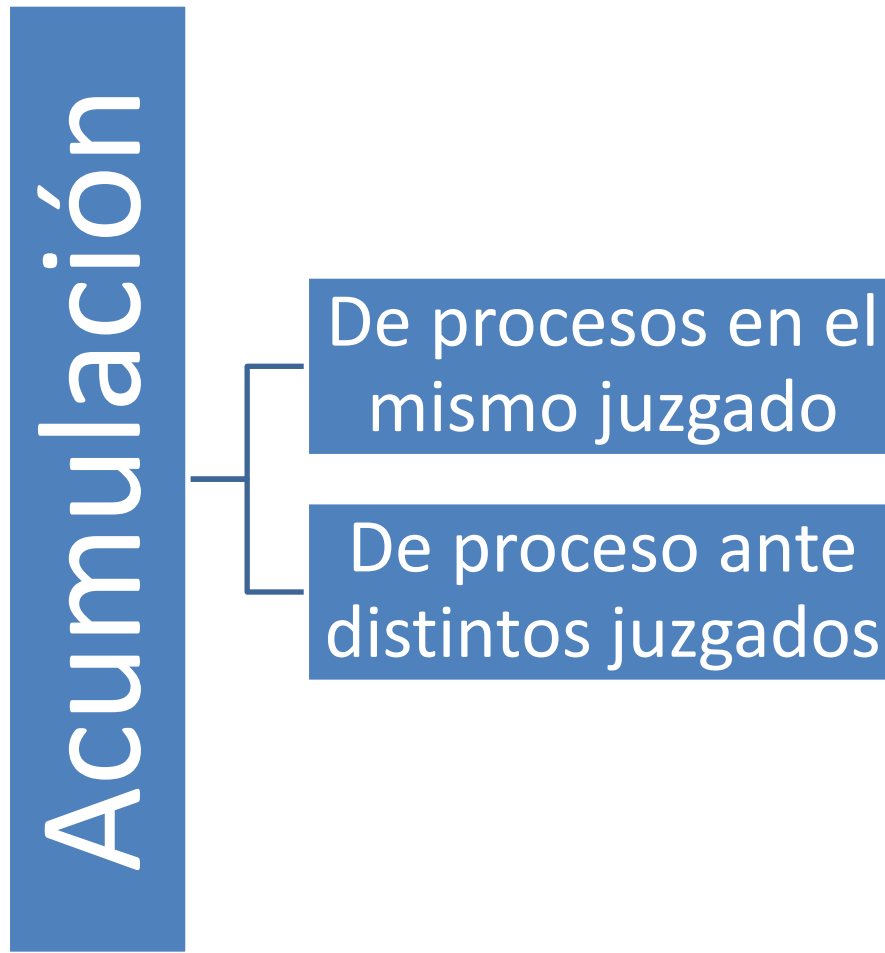 Acumulación
De procesos en el
mismo juzgado
De proceso ante
distintos juzgados